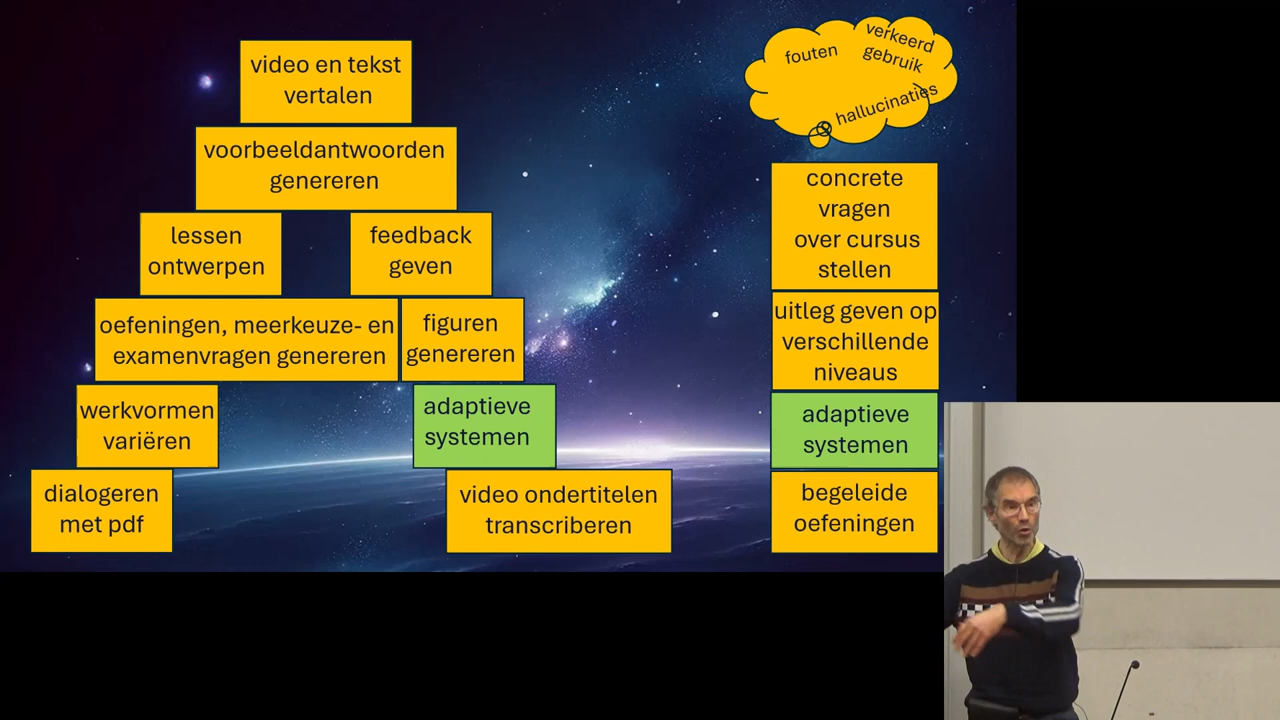 video en tekst
vertalen
voorbeeldantwoorden
genereren
lessen
ontwerpen
feedback
geven
oefeningen, meerkeuze- en
examenvragen genereren
figuren
genereren
werkvormen
variëren
adaptieve
systemen
dialogeren
met pdf
video ondertitelen
transcriberen
fouten
verkeerd
gebruik
hallucinaties
concrete
vragen
over cursus
stellen
uitleg geven op
verschillende
niveaus
adaptieve
systemen
begeleide
oefeningen